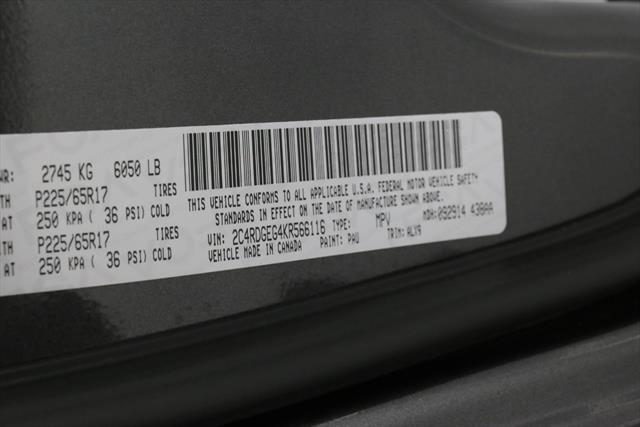 WR: 2745 KG 6050 LB
TH P225/65R17 TIRES
AT 250 KPA ( 36 PSI) COLD
TH P225/65R17 TIRES
AT 250 KPA ( 36 PSI) COLD
THIS VEHICLE CONFORMS TO ALL APPLICABLE U.S.A. FEDERAL MOTOR VEHICLE SAFETY
STANDARDS IN EFFECT ON THE DATE OF MANUFACTURE SHOWN ABOVE.
VIN: 2C4RDGEG4KR566116 TYPE: MPV MDH: 092914 438AA
VEHICLE MADE IN CANADA PAINT: PAU TRIM: ALX9